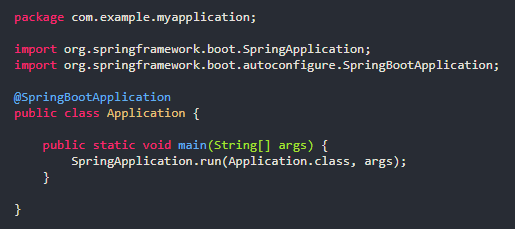 package com.example.myapplication;
import org.springframework.boot.SpringApplication;
import org.springframework.boot.autoconfigure.SpringBootApplication;
@SpringBootApplication
public class Application {
public static void main(String[] args) {
SpringApplication.run(Application.class, args);
}
}